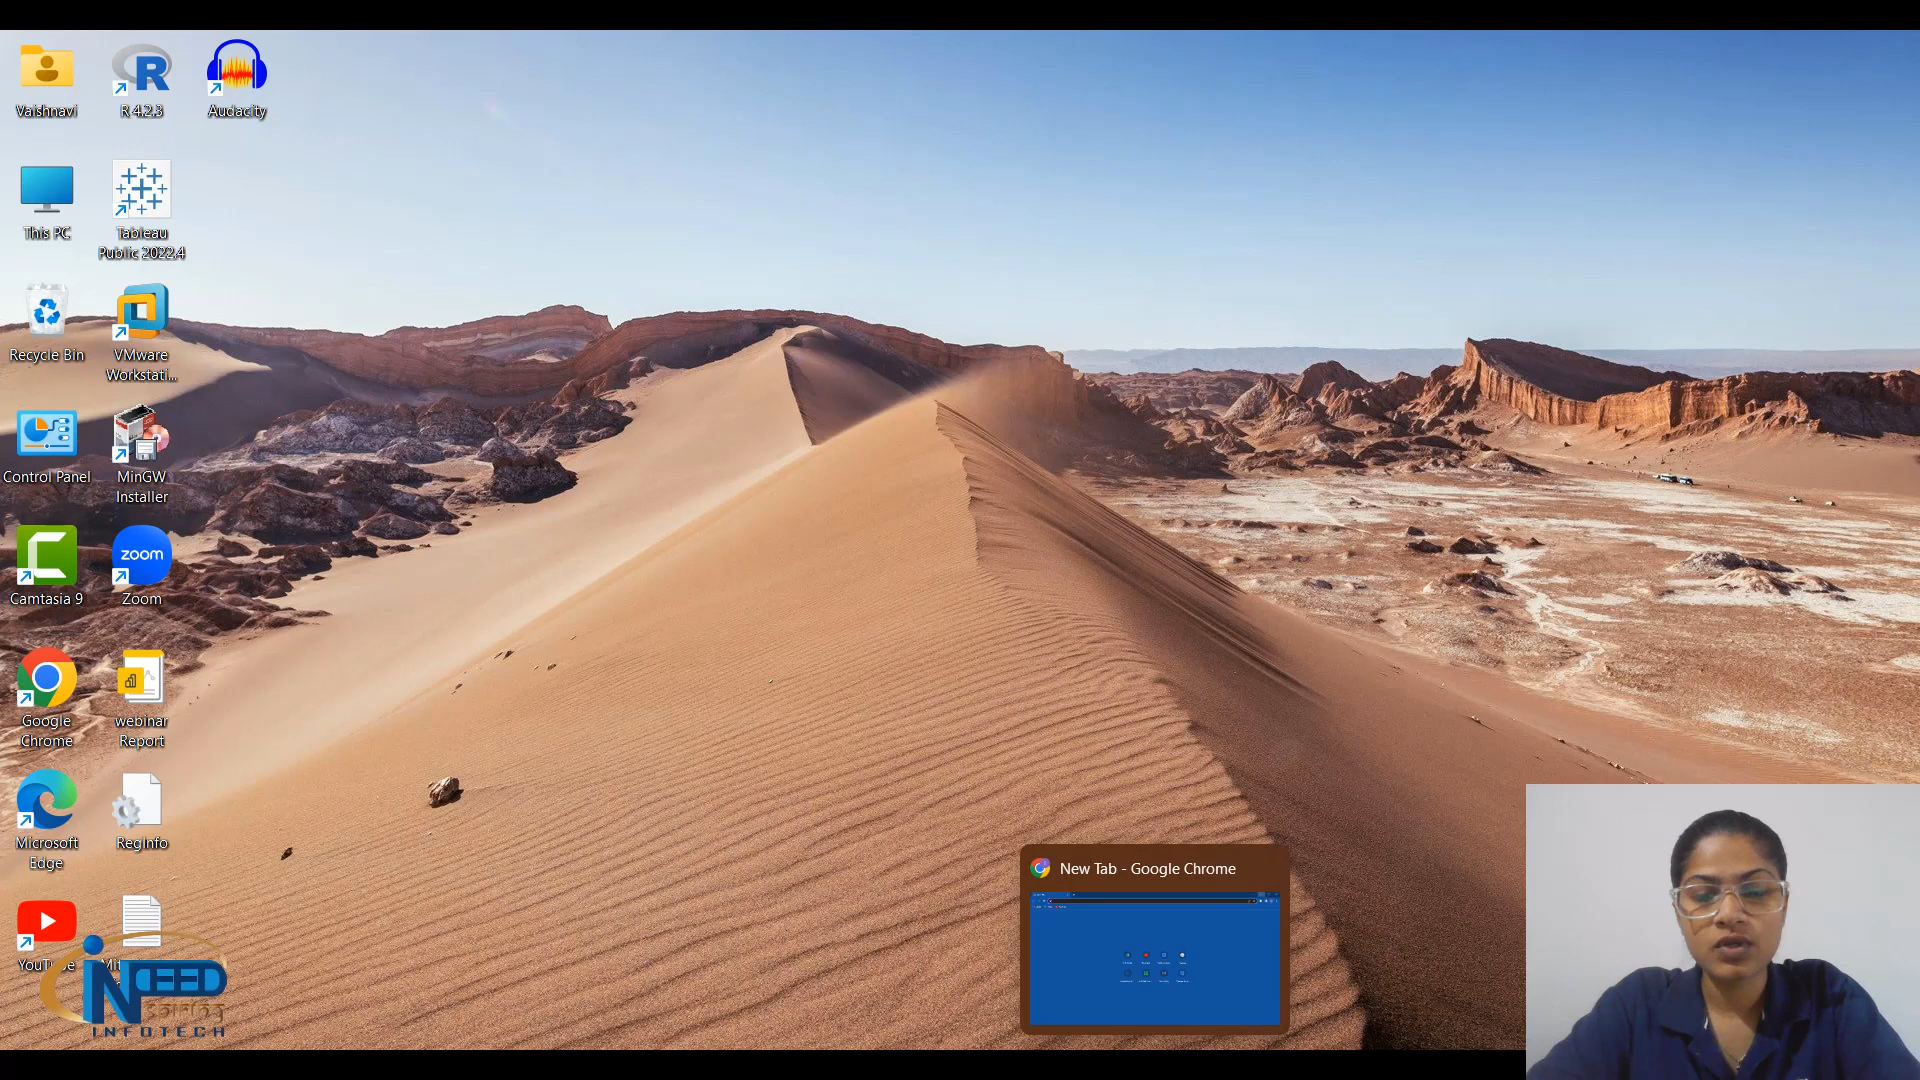 Vaishnavi
R 4.2.3
Audacity
This PC
Tableau
Public 2022.4
Recycle Bin
VMware
Workstati...
Control Panel
MinGW
Installer
Camtasia 9
zoom
Zoom
Google
Chrome
webinar
Report
Microsoft
Edge
RegInfo
NEED
INFOTECH
New Tab - Google Chrome